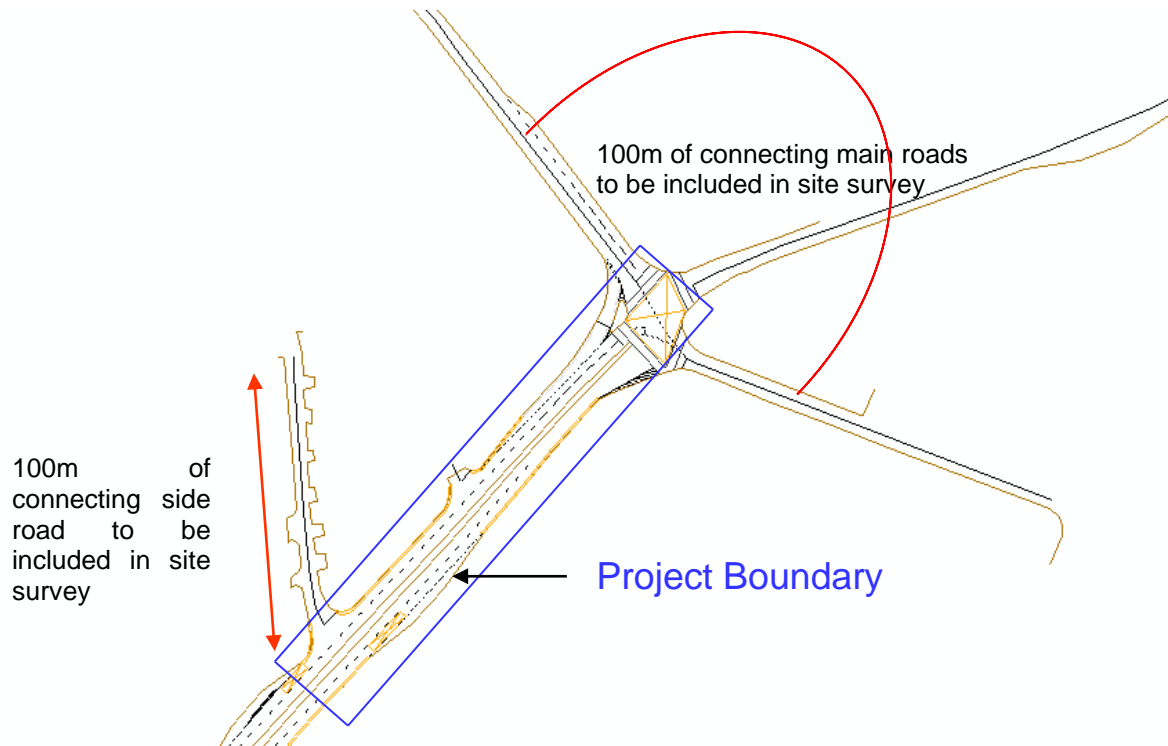 100m of connecting main roads
to be included in site survey
100m of
connecting side
road to be
included in site
survey
Project Boundary